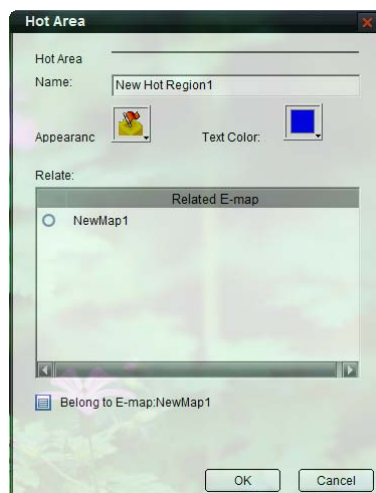 Hot Area
Hot Area
Name: New Hot Region1
Appearanc Text Color:
Relate:
Related E-map
NewMap1
Belong to E-map:NewMap1
OK Cancel